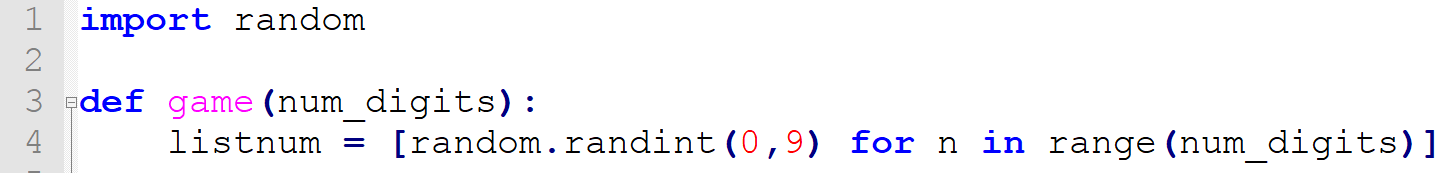 1 import random
2
3 def game(num_digits):
4     listnum = [random.randint(0,9) for n in range(num_digits)]